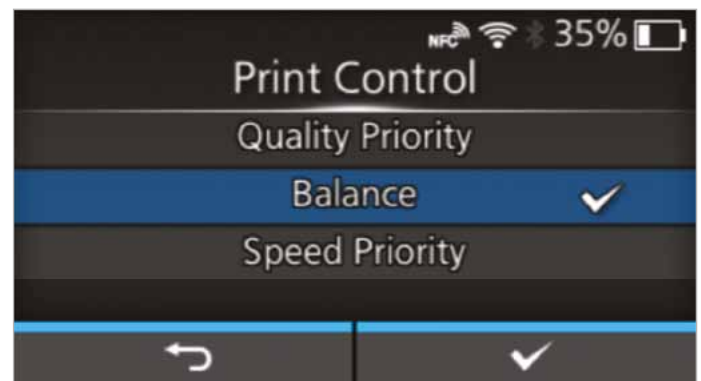 NFC 35%
Print Control
Quality Priority
Balance
Speed Priority